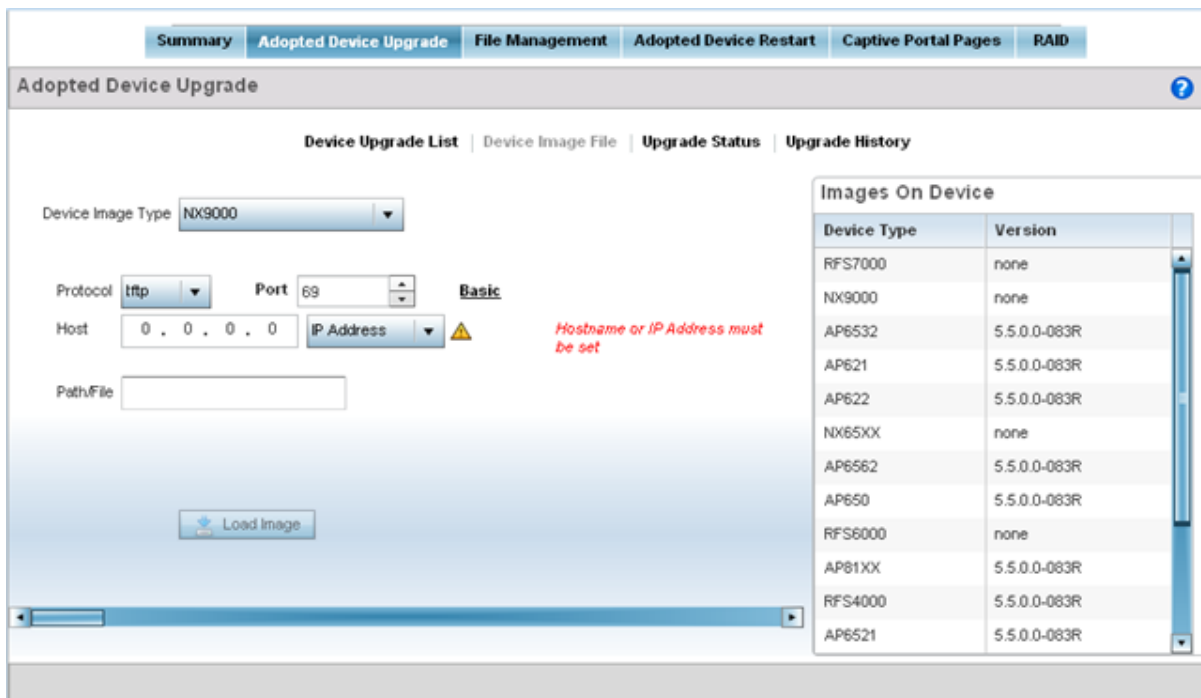 Summary Adopted Device Upgrade File Management Adopted Device Restart Captive Portal Pages RAID
Adopted Device Upgrade ?
Device Upgrade List Device Image File Upgrade Status Upgrade History
Device Image Type NX9000
Protocol tftp Port 69 Basic
Host 0 . 0 . 0 . 0 IP Address Hostname or IP Address must
be set
Path/File
Load Image
Images On Device
Device Type Version
RFS7000 none
NX9000 none
AP6532 5.5.0.0-083R
AP621 5.5.0.0-083R
AP622 5.5.0.0-083R
NX65XX none
AP6562 5.5.0.0-083R
AP650 5.5.0.0-083R
RFS6000 none
AP81XX 5.5.0.0-083R
RFS4000 5.5.0.0-083R
AP6521 5.5.0.0-083R